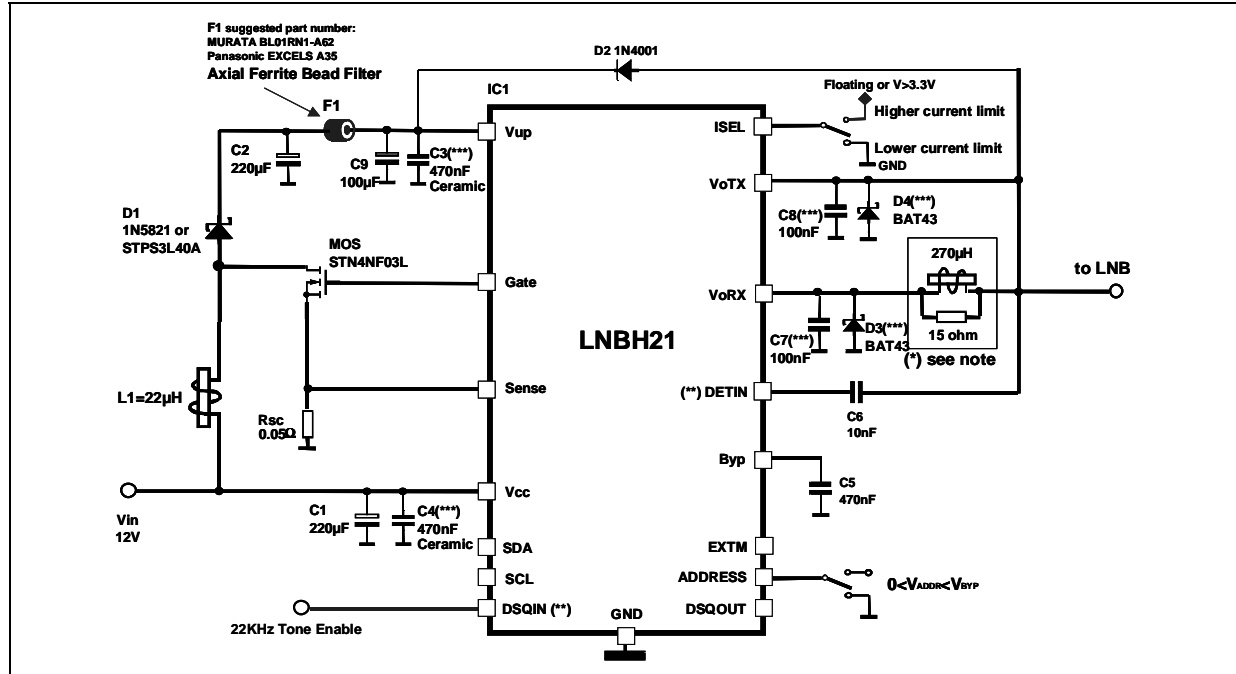 F1 suggested part number:
MURATA BL01RN1-A62
Panasonic EXCELS A35
Axial Ferrite Bead Filter
F1
D2 1N4001
IC1
Vup
C2
220µF
C9
100µF
C3(***)
470nF
Ceramic
D1
1N5821 or
STPS3L40A
MOS
STN4NF03L
Gate
L1=22µH
Sense
Rsc
0.05Ω
Vcc
Vin
12V
C1
220µF
C4(***)
470nF
Ceramic
SDA
SCL
DSQIN (**)
22KHz Tone Enable
LNBH21
GND
ISEL
Floating or V>3.3V
Higher current limit
Lower current limit
GND
VoTX
C8(***)
100nF
D4(***)
BAT43
270µH
to LNB
VoRX
C7(***)
100nF
D3(***)
BAT43
15 ohm
(*) see note
(**) DETIN
C6
10nF
Byp
C5
470nF
EXTM
ADDRESS
0<VADDR<VBYP
DSQOUT